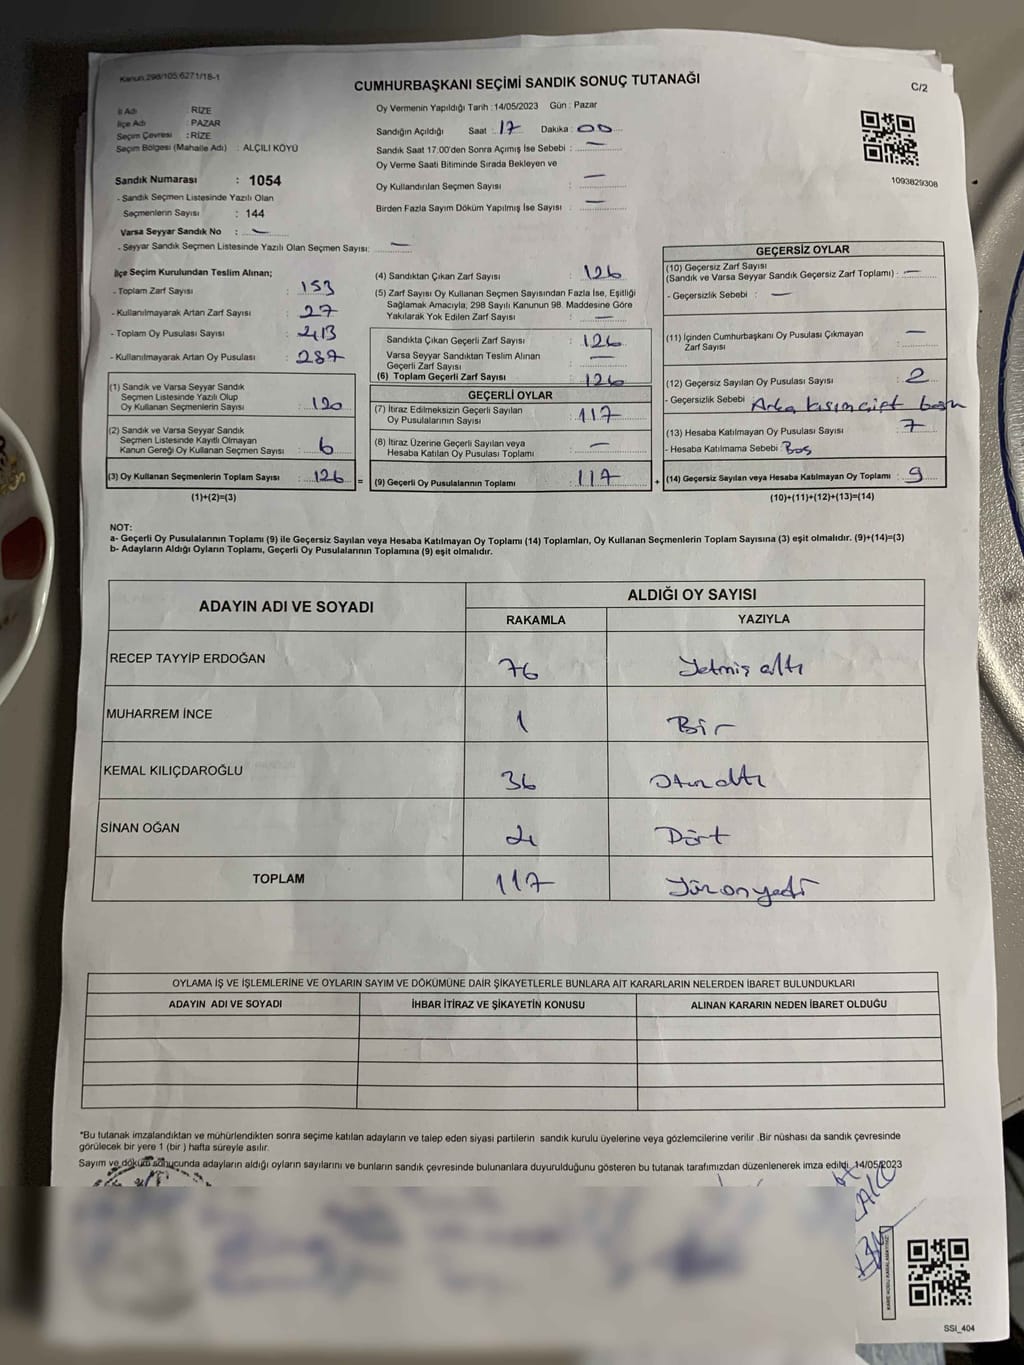 Kanun.298/105:6271/18-1
CUMHURBAŞKANI SEÇİMİ SANDIK SONUÇ TUTANAĞI
C/2
İl Adı : RİZE
İlçe Adı : PAZAR
Seçim Çevresi : RİZE
Seçim Bölgesi (Mahalle Adı) : ALÇILI KÖYÜ
Sandık Numarası : 1054
- Sandık Seçmen Listesinde Yazılı Olan
Seçmenlerin Sayısı : 144
Varsa Seyyar Sandık No : —
- Seyyar Sandık Seçmen Listesinde Yazılı Olan Seçmen Sayısı: —
Oy Vermenin Yapıldığı Tarih : 14/05/2023 Gün : Pazar
Sandığın Açıldığı Saat : 17 Dakika : 00
Sandık Saat 17.00'den Sonra Açımış İse Sebebi : —
Oy Verme Saati Bitiminde Sırada Bekleyen ve
Oy Kullandırılan Seçmen Sayısı : —
Birden Fazla Sayım Döküm Yapılmış İse Sayısı : —
1093829308
İlçe Seçim Kurulundan Teslim Alınan;
- Toplam Zarf Sayısı : 153
- Kullanılmayarak Artan Zarf Sayısı : 27
- Toplam Oy Pusulası Sayısı : 413
- Kullanılmayarak Artan Oy Pusulası : 287
(1) Sandık ve Varsa Seyyar Sandık
Seçmen Listesinde Yazılı Olup
Oy Kullanan Seçmenlerin Sayısı : 120
(2) Sandık ve Varsa Seyyar Sandık
Seçmen Listesinde Kayıtlı Olmayan
Kanun Gereği Oy Kullanan Seçmen Sayısı : 6
(3) Oy Kullanan Seçmenlerin Toplam Sayısı : 126 =
(1)+(2)=(3)
(4) Sandıktan Çıkan Zarf Sayısı : 126
(5) Zarf Sayısı Oy Kullanan Seçmen Sayısından Fazla İse, Eşitliği
Sağlamak Amacıyla, 298 Sayılı Kanunun 98. Maddesine Göre
Yakılarak Yok Edilen Zarf Sayısı : —
Sandıkta Çıkan Geçerli Zarf Sayısı : 126
Varsa Seyyar Sandıktan Teslim Alınan
Geçerli Zarf Sayısı : —
(6) Toplam Geçerli Zarf Sayısı : 126
GEÇERLİ OYLAR
(7) İtiraz Edilmeksizin Geçerli Sayılan
Oy Pusulalarının Sayısı : 117
(8) İtiraz Üzerine Geçerli Sayılan veya
Hesaba Katılan Oy Pusulası Toplamı : —
(9) Geçerli Oy Pusulalarının Toplamı : 117 +
GEÇERSİZ OYLAR
(10) Geçersiz Zarf Sayısı
(Sandık ve Varsa Seyyar Sandık Geçersiz Zarf Toplamı) : —
- Geçersizlik Sebebi : —
(11) İçinden Cumhurbaşkanı Oy Pusulası Çıkmayan
Zarf Sayısı : —
(12) Geçersiz Sayılan Oy Pusulası Sayısı : 2
- Geçersizlik Sebebi Arka kısım çift
(13) Hesaba Katılmayan Oy Pusulası Sayısı : 7
- Hesaba Katılmama Sebebi : Boş
(14) Geçersiz Sayılan veya Hesaba Katılmayan Oy Toplamı : 9
(10)+(11)+(12)+(13)=(14)
NOT:
a- Geçerli Oy Pusulalarının Toplamı (9) ile Geçersiz Sayılan veya Hesaba Katılmayan Oy Toplamı (14) Toplamları, Oy Kullanan Seçmenlerin Toplam Sayısına (3) eşit olmalıdır. (9)+(14)=(3)
b- Adayların Aldığı Oyların Toplamı, Geçerli Oy Pusulalarının Toplamına (9) eşit olmalıdır.
ADAYIN ADI VE SOYADI
ALDIĞI OY SAYISI
RAKAMLA YAZIYLA
RECEP TAYYİP ERDOĞAN 76 Yetmiş altı
MUHARREM İNCE 1 Bir
KEMAL KILIÇDAROĞLU 36 Otuz altı
SİNAN OĞAN 4 Dört
TOPLAM 117 Yüz on yedi
OYLAMA İŞ VE İŞLEMLERİNE VE OYLARIN SAYIM VE DÖKÜMÜNE DAİR ŞİKAYETLERLE BUNLARA AİT KARARLARIN NELERDEN İBARET BULUNDUKLARI
ADAYIN ADI VE SOYADI İHBAR İTİRAZ VE ŞİKAYETİN KONUSU ALINAN KARARIN NEDEN İBARET OLDUĞU
*Bu tutanak imzalandıktan ve mühürlendikten sonra seçime katılan adayların ve talep eden siyasi partilerin sandık kurulu üyelerine veya gözlemcilerine verilir .Bir nüshası da sandık çevresinde
görülecek bir yere 1 (bir ) hafta süreyle asılır.
Sayım ve döküm sonucunda adayların aldığı oyların sayılarını ve bunların sandık çevresinde bulunanlara duyurulduğunu gösteren bu tutanak tarafımızdan düzenlenerek imza edildi. 14/05/2023
SSİ_404